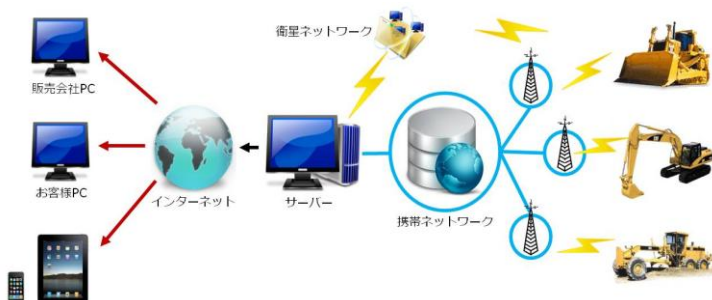 衛星ネットワーク
販売会社PC
お客様PC
インターネット
サーバー
携帯ネットワーク